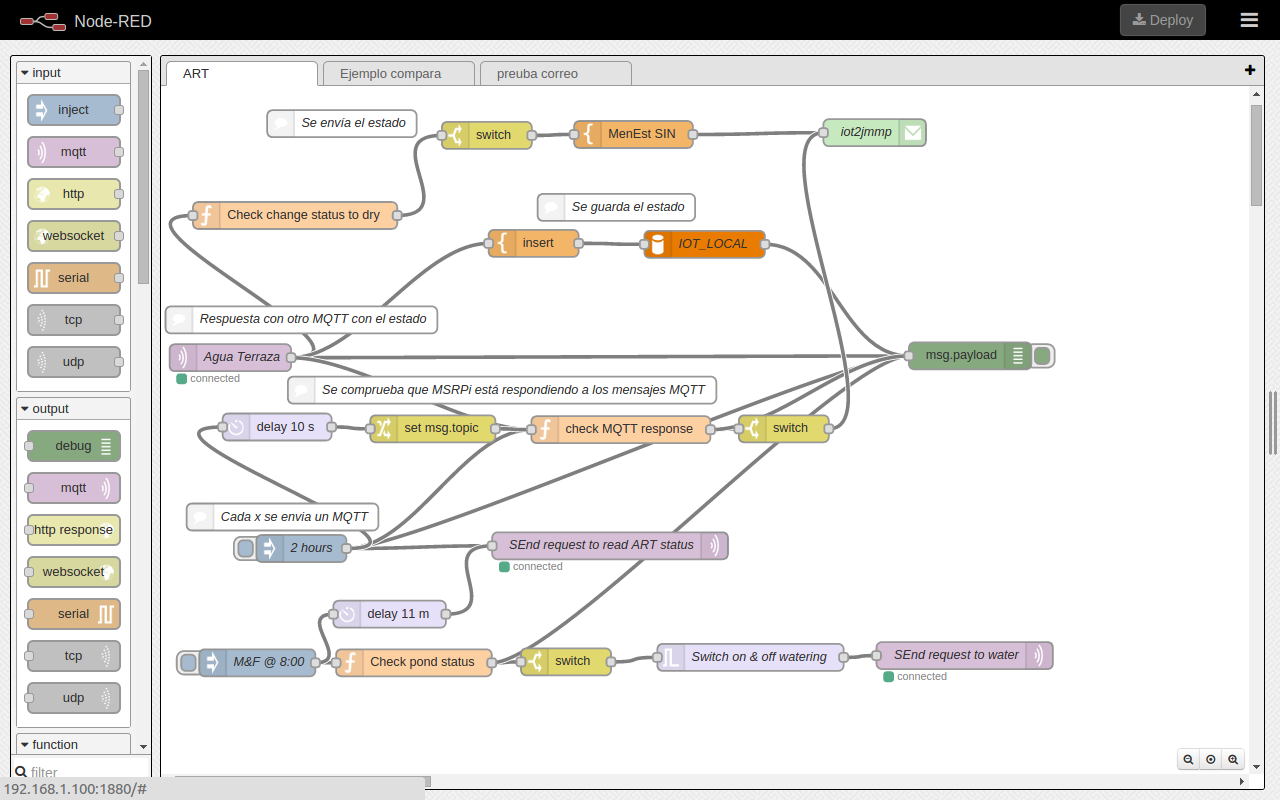 Node-RED
Deploy
input
inject
mqtt
http
websocket
serial
tcp
udp
output
debug
mqtt
http response
websocket
serial
tcp
udp
function
filter
192.168.1.100:1880/#
ART
Ejemplo compara
preuba correo
+
Se envia el estado
switch
MenEst SIN
iot2jmmp
Check change status to dry
Se guarda el estado
insert
IOT_LOCAL
Respuesta con otro MQTT con el estado
Agua Terraza
connected
msg.payload
Se comprueba que MSRPi está respondiendo a los mensajes MQTT
delay 10 s
set msg.topic
check MQTT response
switch
Cada x se envia un MQTT
2 hours
SEnd request to read ART status
connected
delay 11 m
M&F @ 8:00
Check pond status
switch
Switch on & off watering
SEnd request to water
connected